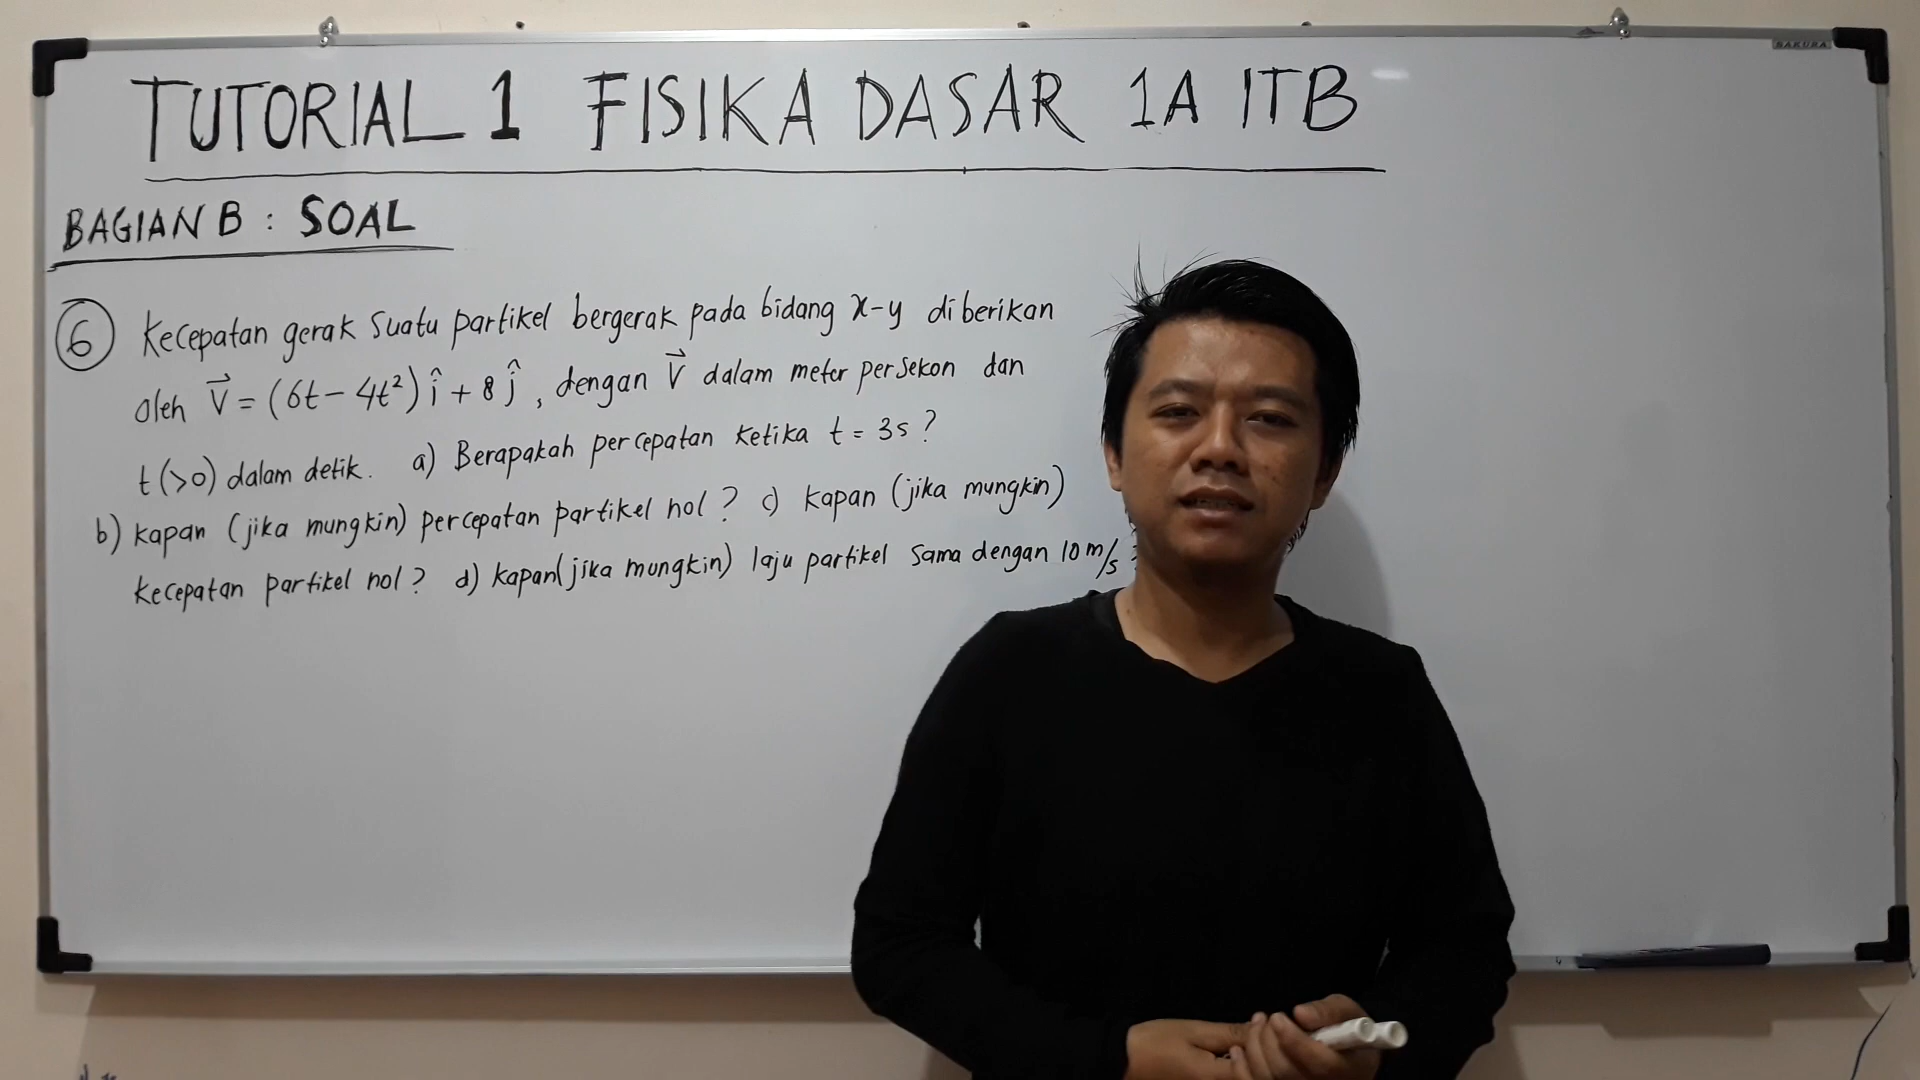 SAKURA
TUTORIAL 1 FISIKA DASAR 1A ITB
BAGIAN B : SOAL
6 Kecepatan gerak suatu partikel bergerak pada bidang x-y diberikan
oleh V⃗ = (6t - 4t²) î + 8 ĵ, dengan V⃗ dalam meter persekon dan
t (>0) dalam detik. a) Berapakah percepatan ketika t = 3s ?
b) kapan (jika mungkin) percepatan partikel nol ? c) kapan (jika mungkin)
kecepatan partikel nol ? d) kapan (jika mungkin) laju partikel sama dengan 10 m/s